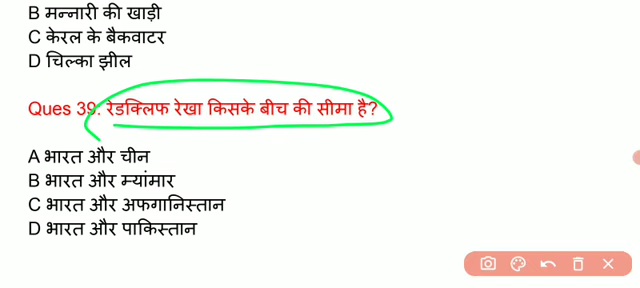 B मन्नारी की खाड़ी
C केरल के बैकवाटर
D चिल्का झील
Ques 39. रेडक्लिफ रेखा किसके बीच की सीमा है?
A भारत और चीन
B भारत और म्यांमार
C भारत और अफगानिस्तान
D भारत और पाकिस्तान